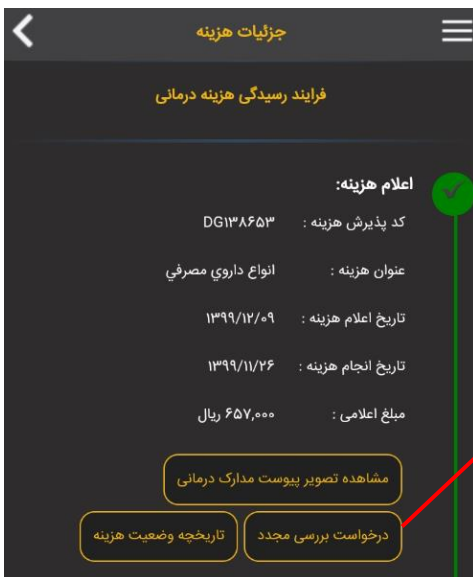 جزئیات هزینه
فرایند رسیدگی هزینه درمانی
اعلام هزینه:
کد پذیرش هزینه : DG۱۳۸۶۵۳
عنوان هزینه : انواع داروي مصرفي
تاریخ اعلام هزینه : ۱۳۹۹/۱۲/۰۹
تاریخ انجام هزینه : ۱۳۹۹/۱۱/۲۶
مبلغ اعلامی : ۶۵۷,۰۰۰ ریال
مشاهده تصویر پیوست مدارک درمانی
درخواست بررسی مجدد تاریخچه وضعیت هزینه